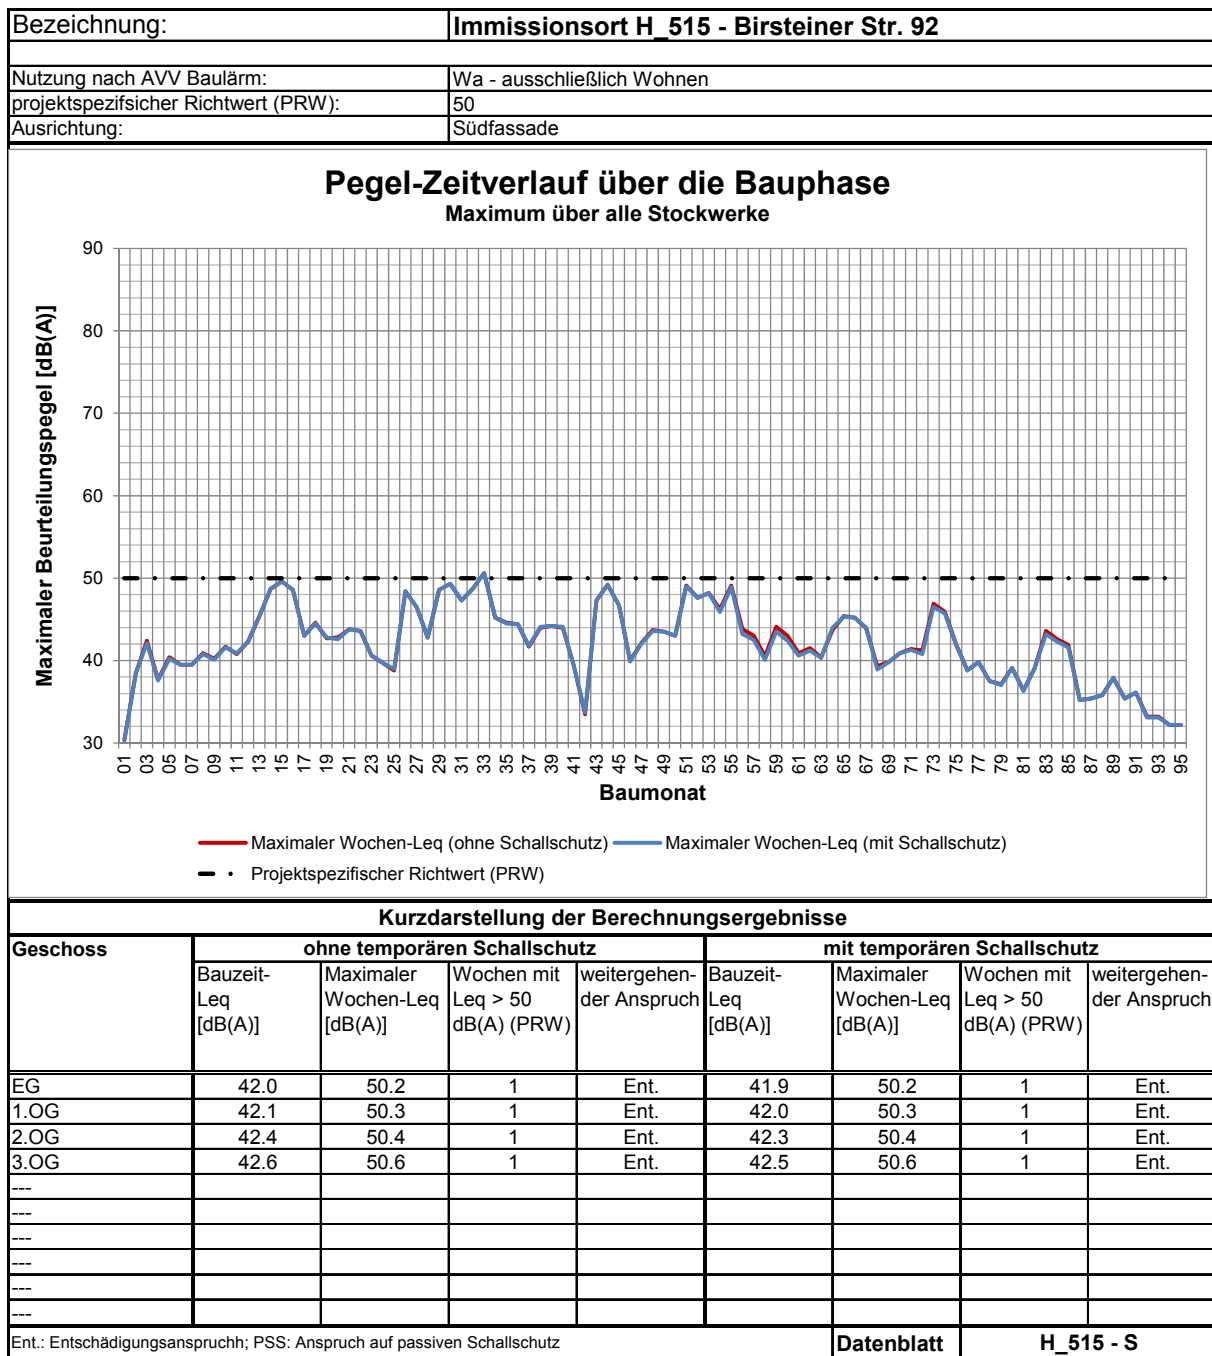 Bezeichnung: Immissionsort H_515 - Birsteiner Str. 92
Nutzung nach AVV Baulärm: Wa - ausschließlich Wohnen
projektspezifsicher Richtwert (PRW): 50
Ausrichtung: Südfassade
Pegel-Zeitverlauf über die Bauphase
Maximum über alle Stockwerke
Maximaler Beurteilungspegel [dB(A)]
90
80
70
60
50
40
30
01 03 05 07 09 11 13 15 17 19 21 23 25 27 29 31 33 35 37 39 41 43 45 47 49 51 53 55 57 59 61 63 65 67 69 71 73 75 77 79 81 83 85 87 89 91 93 95
Baumonat
Maximaler Wochen-Leq (ohne Schallschutz) Maximaler Wochen-Leq (mit Schallschutz)
Projektspezifischer Richtwert (PRW)
Kurzdarstellung der Berechnungsergebnisse
Geschoss ohne temporären Schallschutz mit temporären Schallschutz
Bauzeit- Maximaler Wochen mit weitergehen- Bauzeit- Maximaler Wochen mit weitergehen-
Leq Wochen-Leq Leq > 50 der Anspruch Leq Wochen-Leq Leq > 50 der Anspruch
[dB(A)] [dB(A)] dB(A) (PRW) [dB(A)] [dB(A)] dB(A) (PRW)
EG 42.0 50.2 1 Ent. 41.9 50.2 1 Ent.
1.OG 42.1 50.3 1 Ent. 42.0 50.3 1 Ent.
2.OG 42.4 50.4 1 Ent. 42.3 50.4 1 Ent.
3.OG 42.6 50.6 1 Ent. 42.5 50.6 1 Ent.
---
---
---
---
---
---
Ent.: Entschädigungsanspruchh; PSS: Anspruch auf passiven Schallschutz Datenblatt H_515 - S